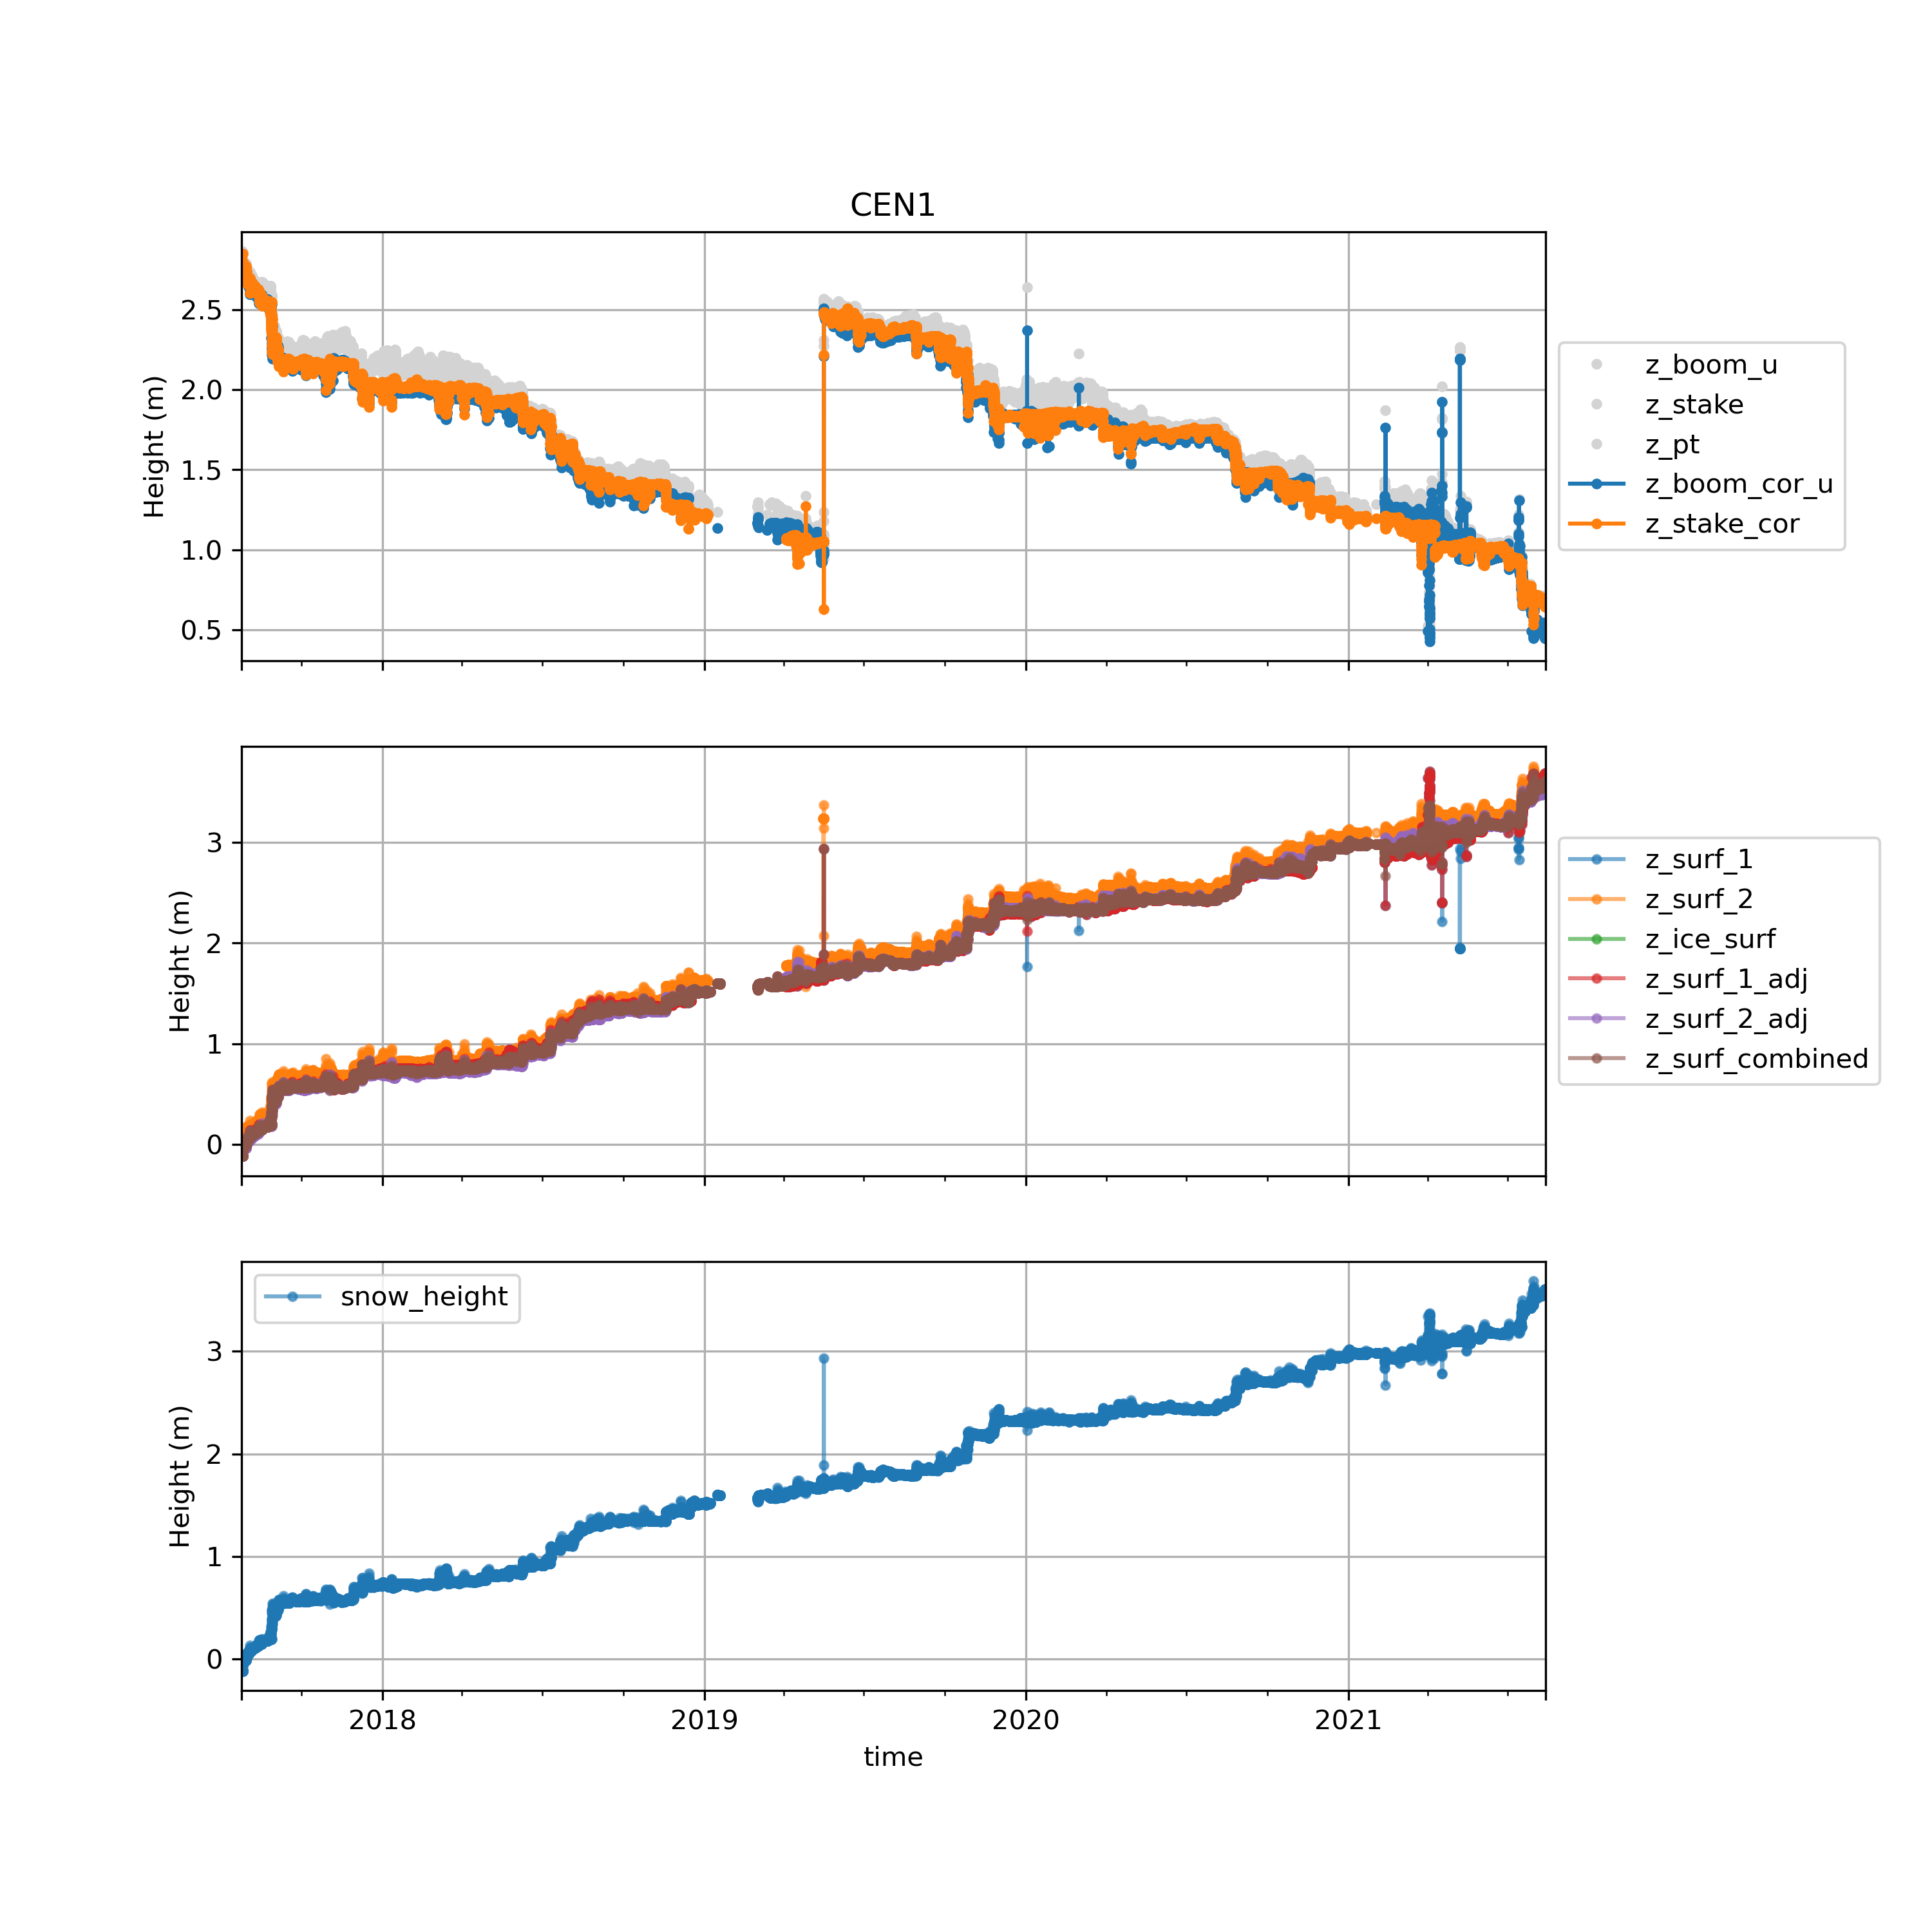 CEN1
Height (m)
2.5
2.0
1.5
1.0
0.5
z_boom_u
z_stake
z_pt
z_boom_cor_u
z_stake_cor
Height (m)
3
2
1
0
z_surf_1
z_surf_2
z_ice_surf
z_surf_1_adj
z_surf_2_adj
z_surf_combined
Height (m)
3
2
1
0
snow_height
2018 2019 2020 2021
time